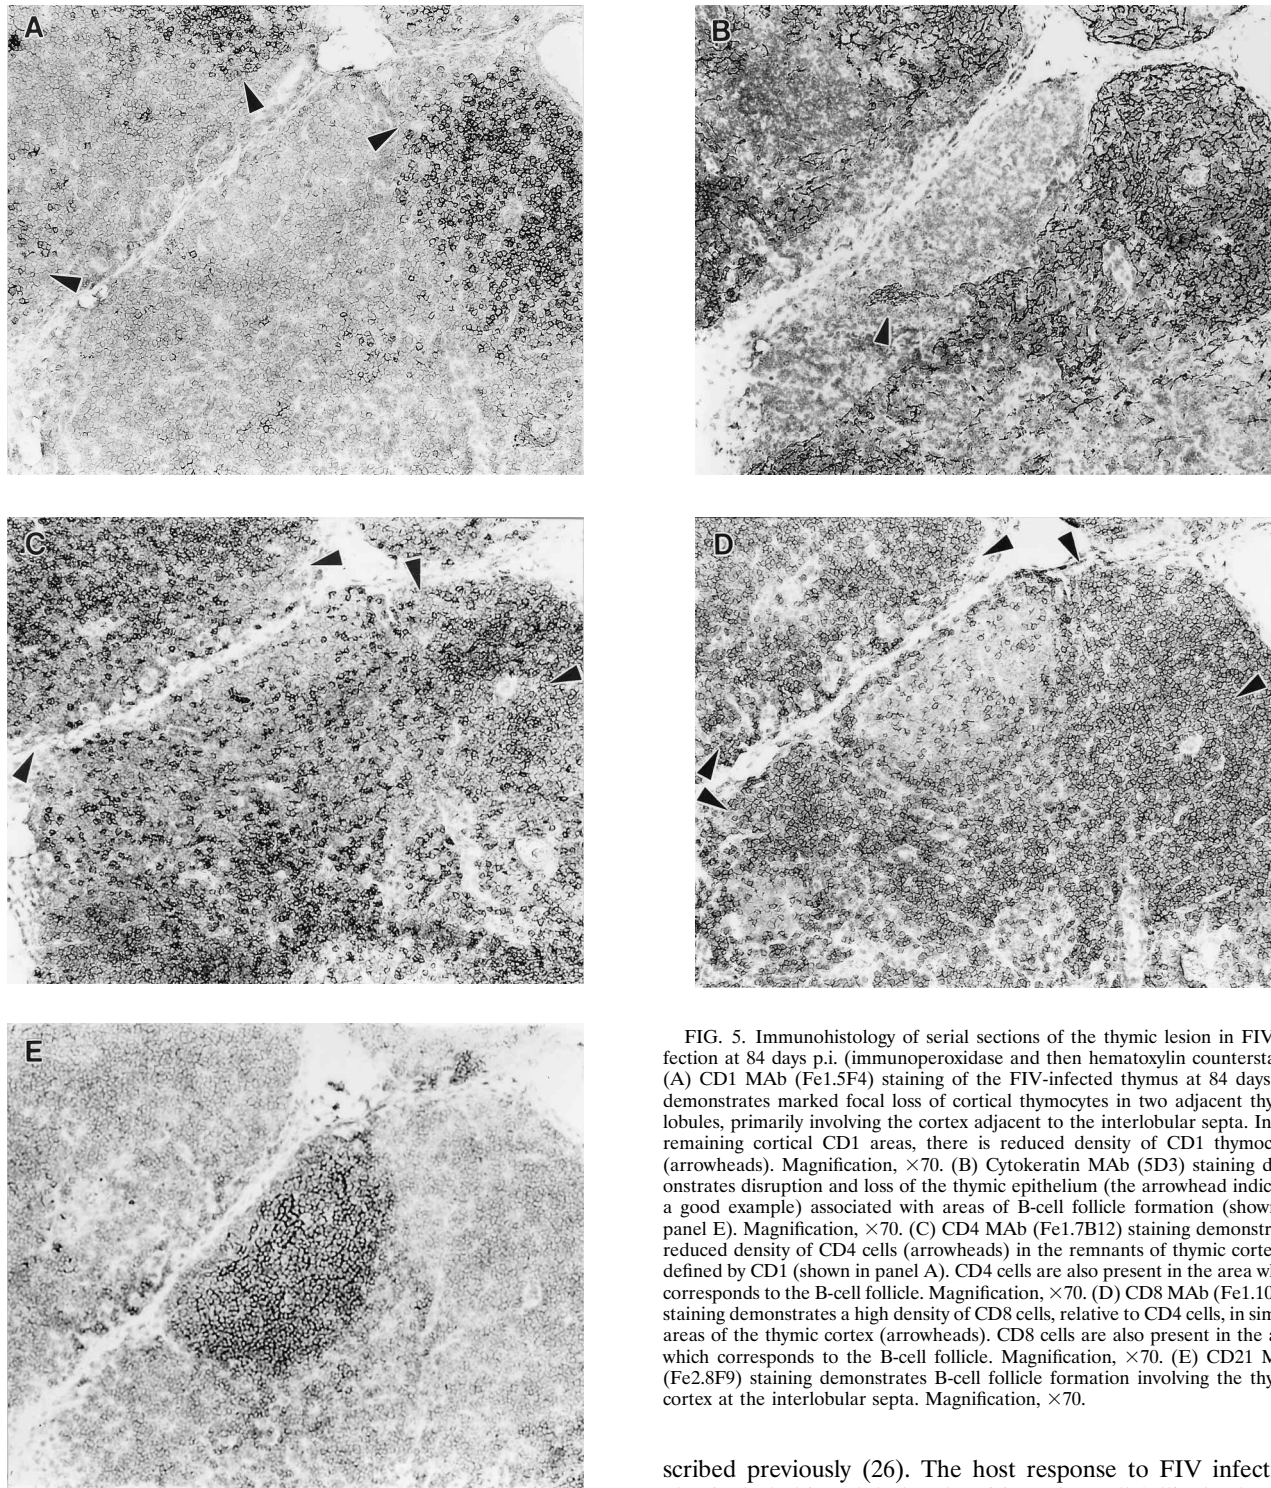 A
B
C
D
E
FIG. 5. Immunohistology of serial sections of the thymic lesion in FIV
fection at 84 days p.i. (immunoperoxidase and then hematoxylin countersta
(A) CD1 MAb (Fe1.5F4) staining of the FIV-infected thymus at 84 days
demonstrates marked focal loss of cortical thymocytes in two adjacent thy
lobules, primarily involving the cortex adjacent to the interlobular septa. In
remaining cortical CD1 areas, there is reduced density of CD1 thymoc
(arrowheads). Magnification, ×70. (B) Cytokeratin MAb (5D3) staining d
onstrates disruption and loss of the thymic epithelium (the arrowhead indic
a good example) associated with areas of B-cell follicle formation (shown
panel E). Magnification, ×70. (C) CD4 MAb (Fe1.7B12) staining demonstr
reduced density of CD4 cells (arrowheads) in the remnants of thymic corte
defined by CD1 (shown in panel A). CD4 cells are also present in the area wh
corresponds to the B-cell follicle. Magnification, ×70. (D) CD8 MAb (Fe1.10
staining demonstrates a high density of CD8 cells, relative to CD4 cells, in sim
areas of the thymic cortex (arrowheads). CD8 cells are also present in the a
which corresponds to the B-cell follicle. Magnification, ×70. (E) CD21 M
(Fe2.8F9) staining demonstrates B-cell follicle formation involving the thy
cortex at the interlobular septa. Magnification, ×70.
scribed previously (26). The host response to FIV infect